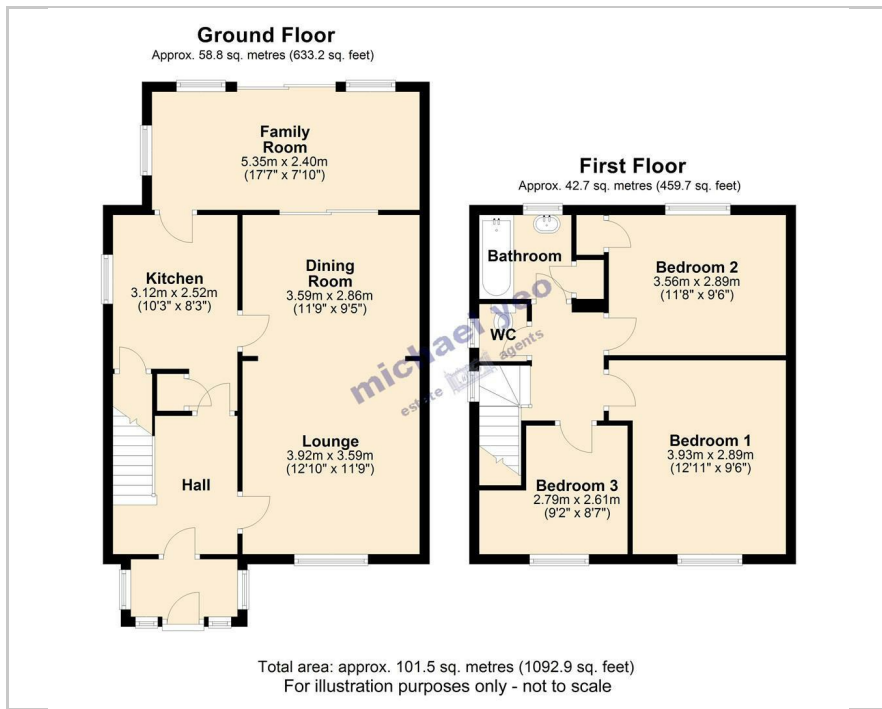 Ground Floor
Approx. 58.8 sq. metres (633.2 sq. feet)
Family
Room
5.35m x 2.40m
(17'7" x 7'10")
Kitchen
3.12m x 2.52m
(10'3" x 8'3")
Dining
Room
3.59m x 2.86m
(11'9" x 9'5")
Lounge
3.92m x 3.59m
(12'10" x 11'9")
Hall
First Floor
Approx. 42.7 sq. metres (459.7 sq. feet)
Bathroom
Bedroom 2
3.56m x 2.89m
(11'8" x 9'6")
WC
Bedroom 1
3.93m x 2.89m
(12'11" x 9'6")
Bedroom 3
2.79m x 2.61m
(9'2" x 8'7")
michael yeo
estate agents
Total area: approx. 101.5 sq. metres (1092.9 sq. feet)
For illustration purposes only - not to scale